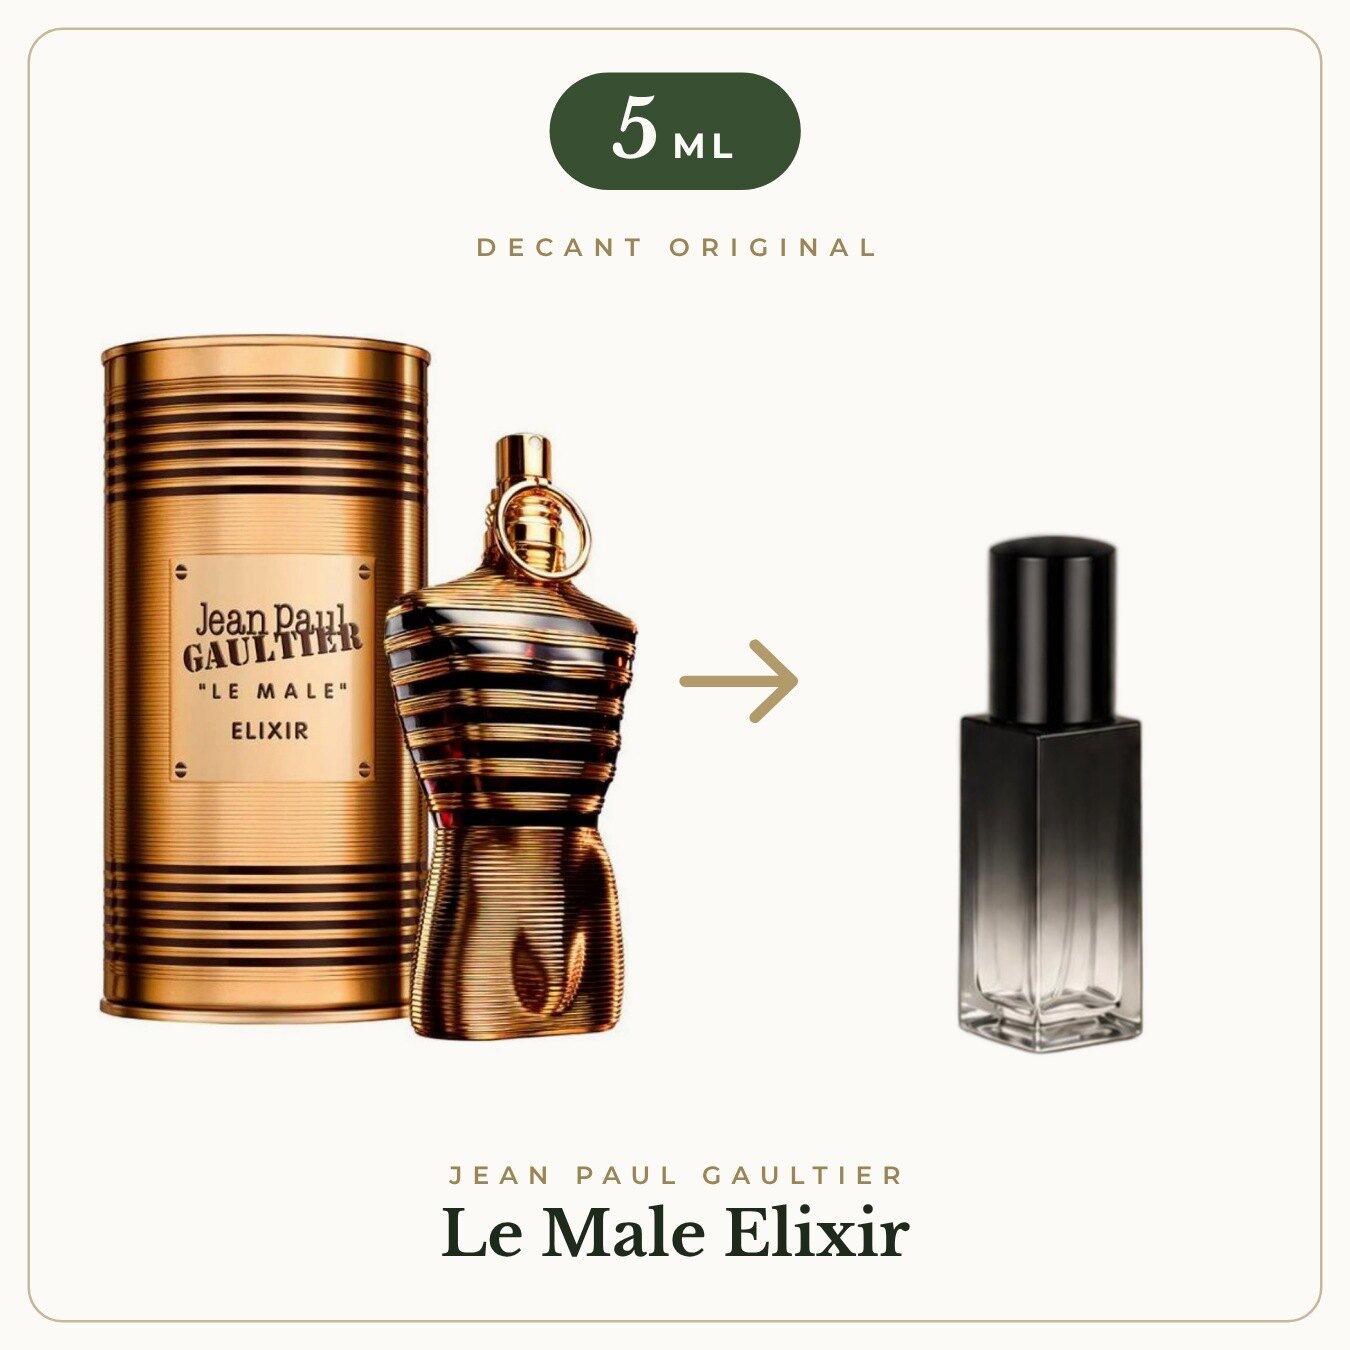 5 ML
DECANT ORIGINAL
Jean Paul
GAULTIER
"LE MALE"
ELIXIR
JEAN PAUL GAULTIER
Le Male Elixir